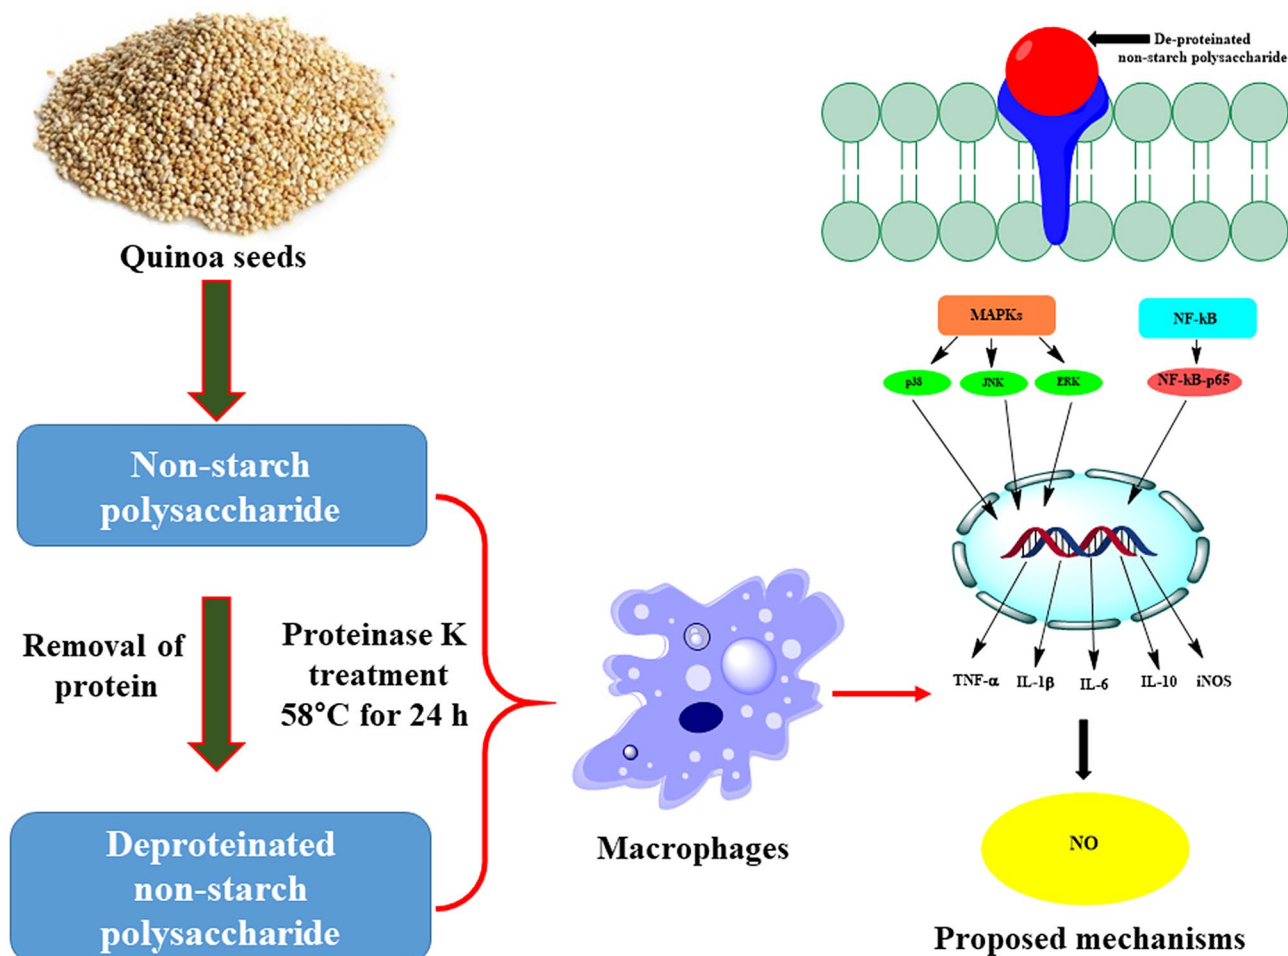 Quinoa seeds
Non-starch
polysaccharide
Removal of
protein
Proteinase K
treatment
58°C for 24 h
Deproteinated
non-starch
polysaccharide
Macrophages
De-proteinated
non-starch polysaccharide
MAPKs
NF-kB
p38
JNK
ERK
NF-kB-p65
TNF-α
IL-1β
IL-6
IL-10
iNOS
NO
Proposed mechanisms